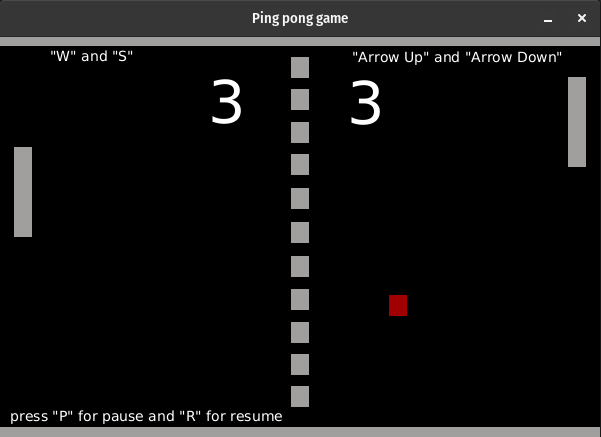 Ping pong game
"W" and "S"
"Arrow Up" and "Arrow Down"
3
3
press "P" for pause and "R" for resume